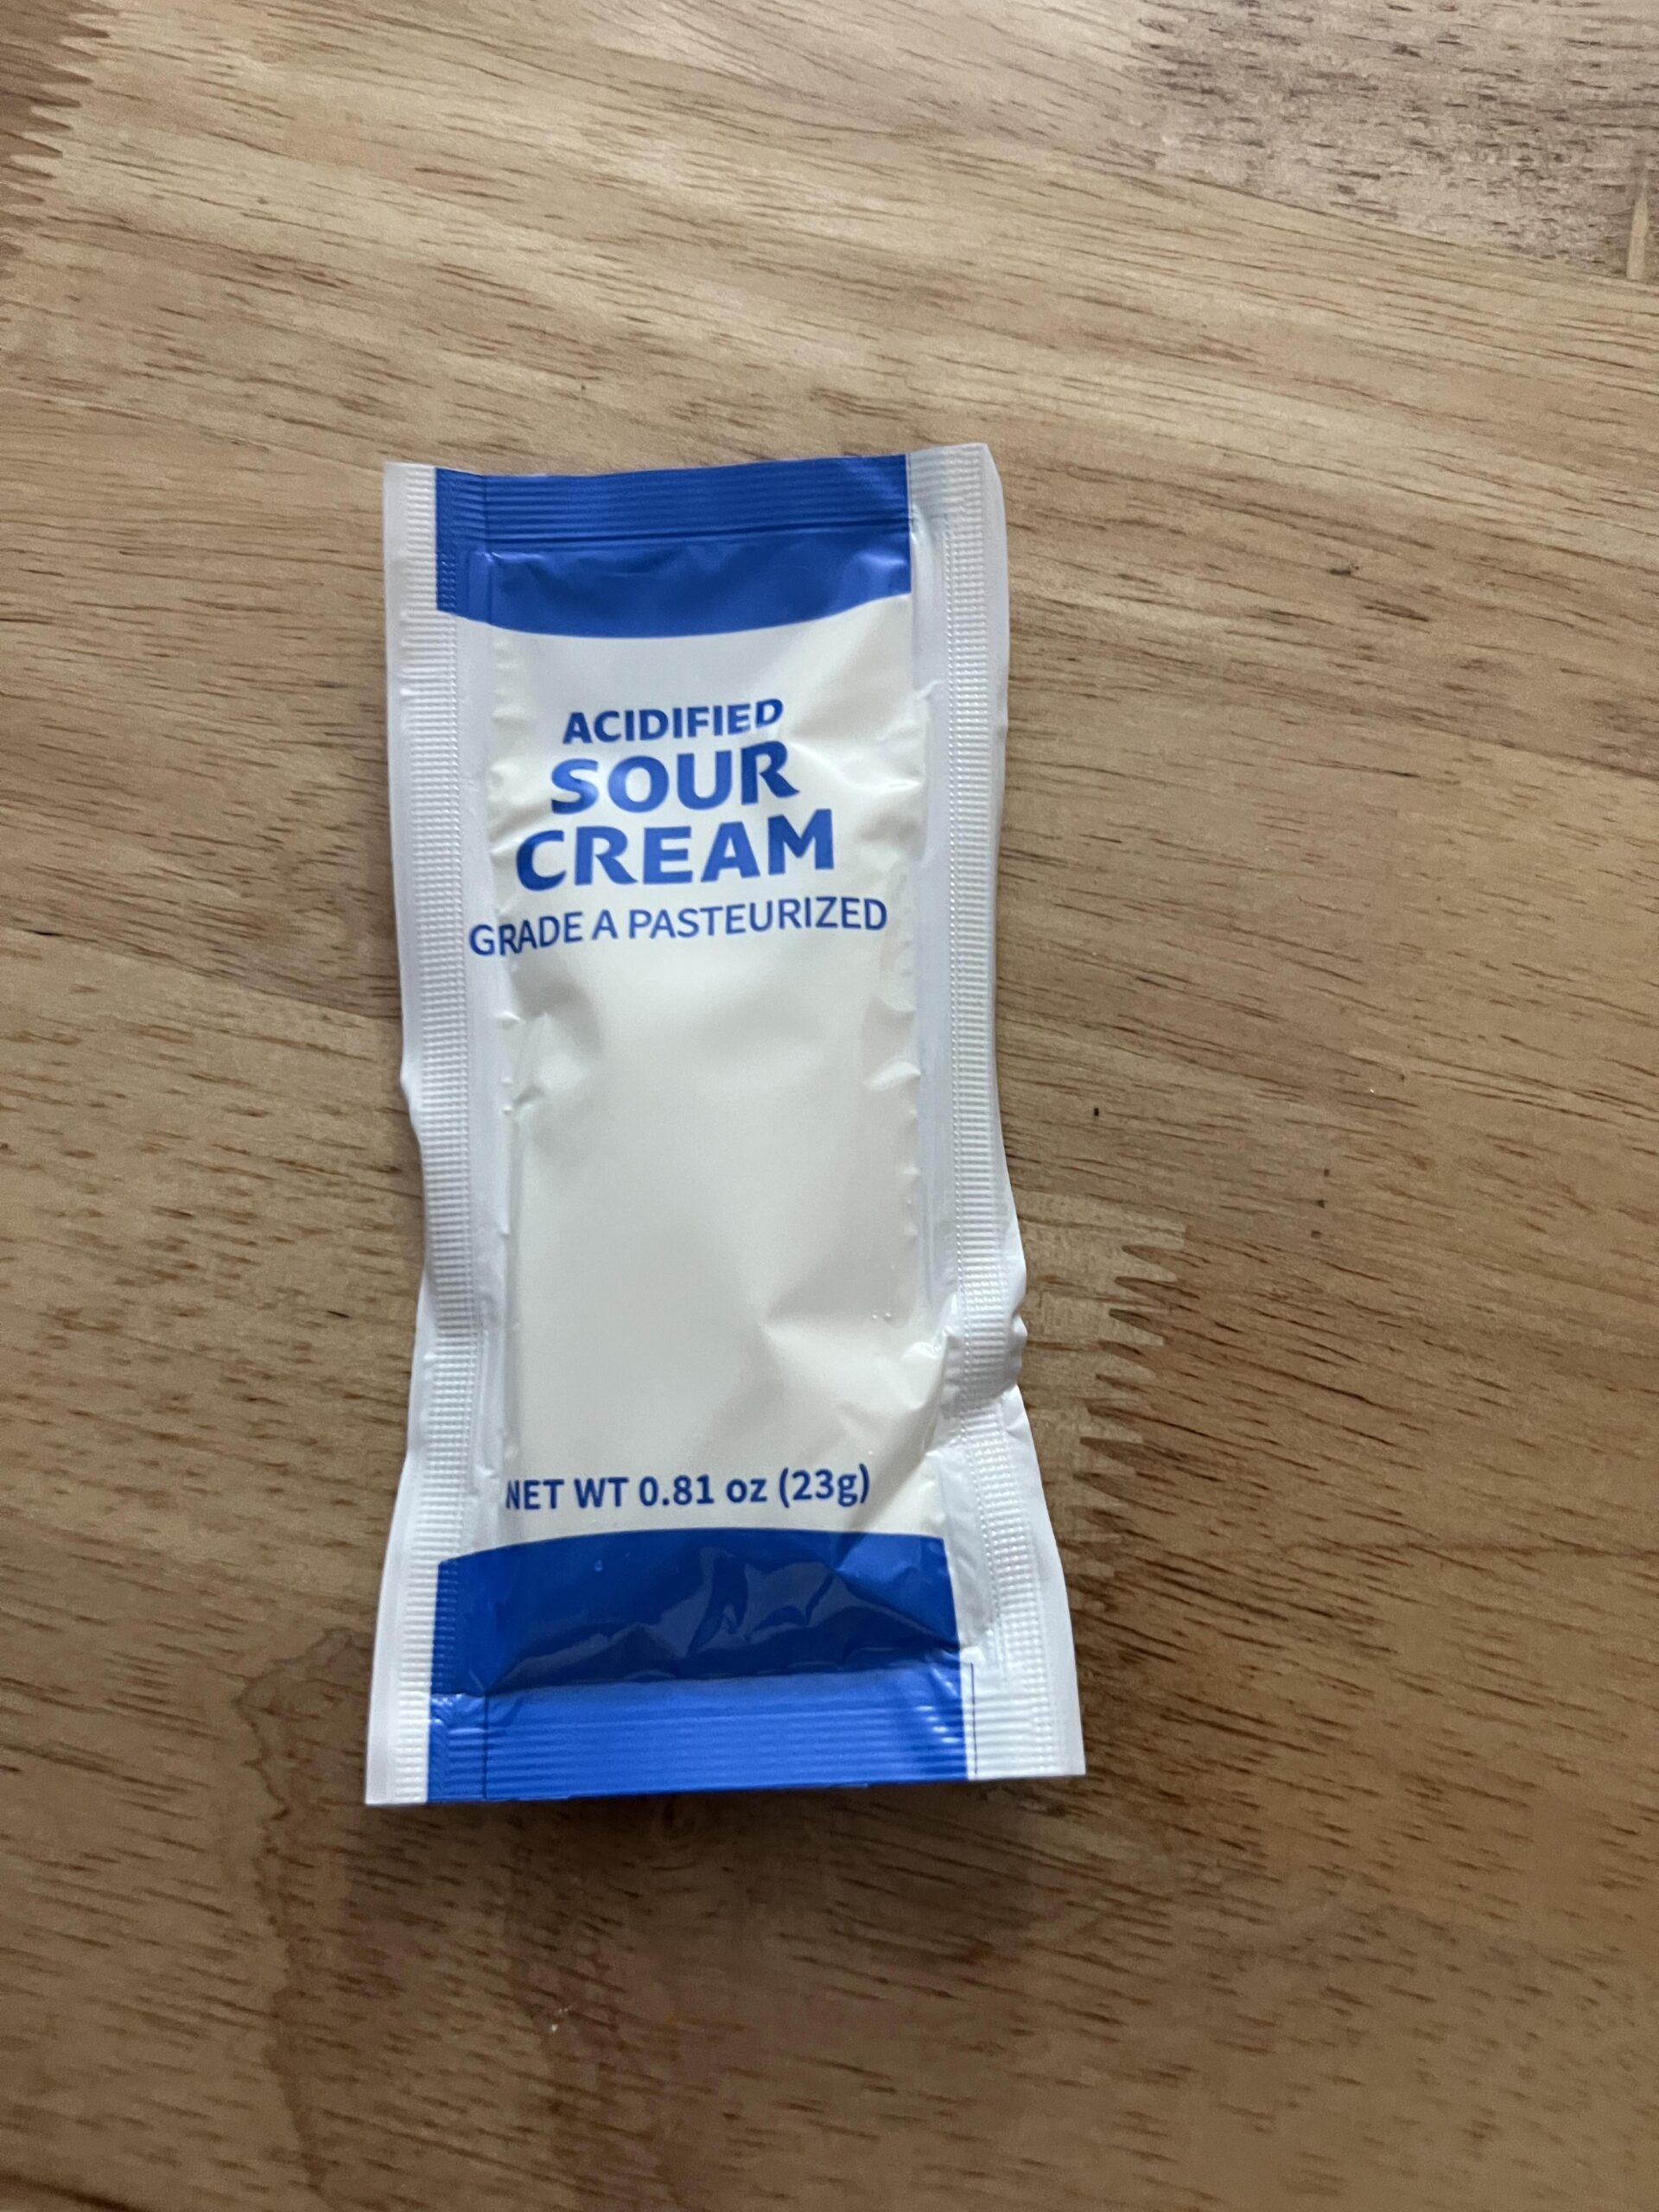 ACIDIFIED
SOUR
CREAM
GRADE A PASTEURIZED
NET WT 0.81 oz (23g)